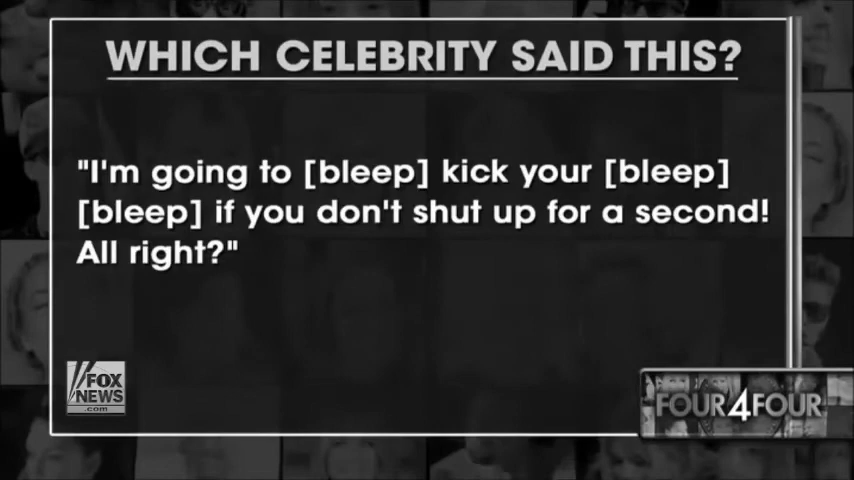 WHICH CELEBRITY SAID THIS?
"I'm going to [bleep] kick your [bleep]
[bleep] if you don't shut up for a second!
All right?"
FOX
NEWS
.com
FOUR4FOUR